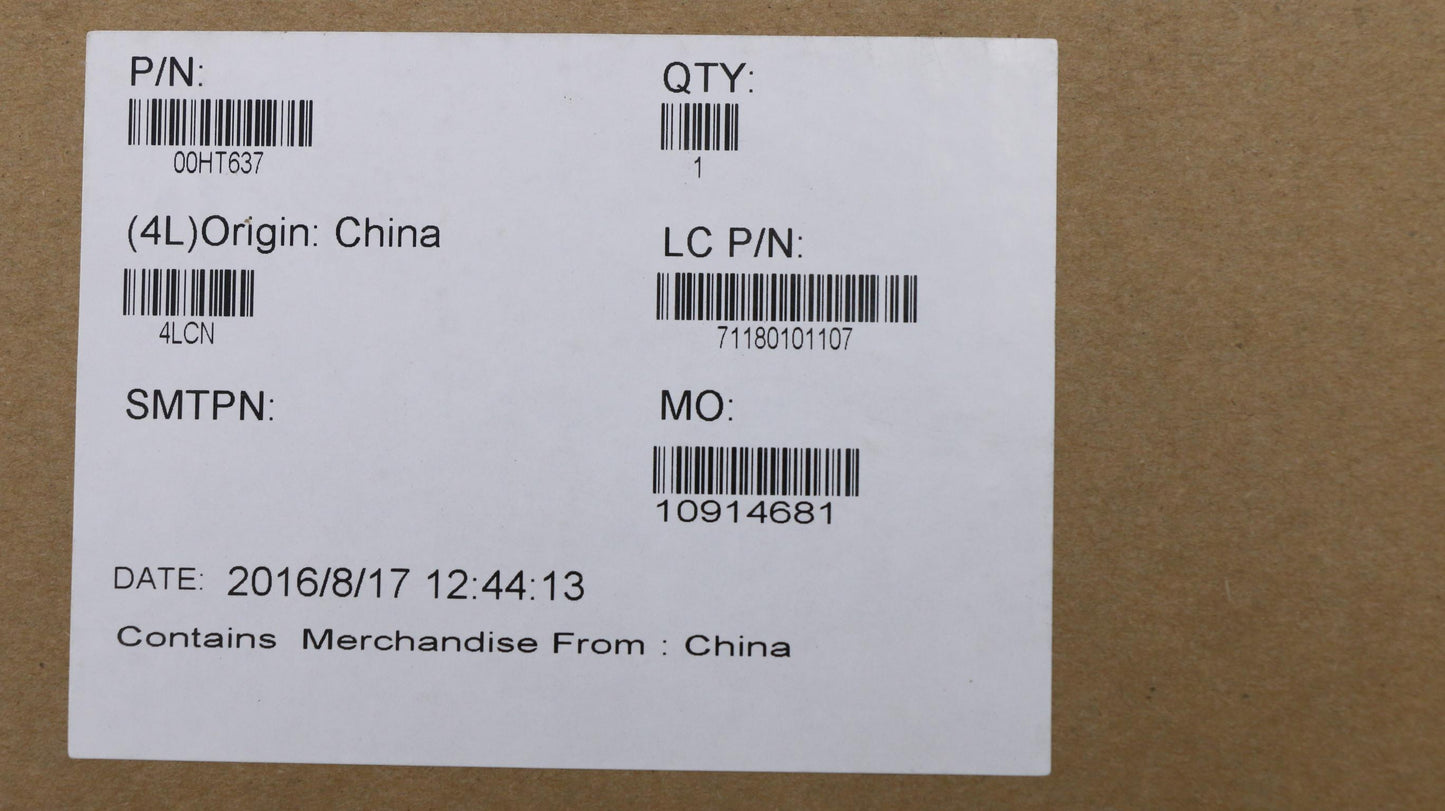 P/N:
00HT637
QTY:
1
(4L)Origin: China
4LCN
LC P/N:
71180101107
SMTPN:
MO:
10914681
DATE: 2016/8/17 12:44:13
Contains Merchandise From : China